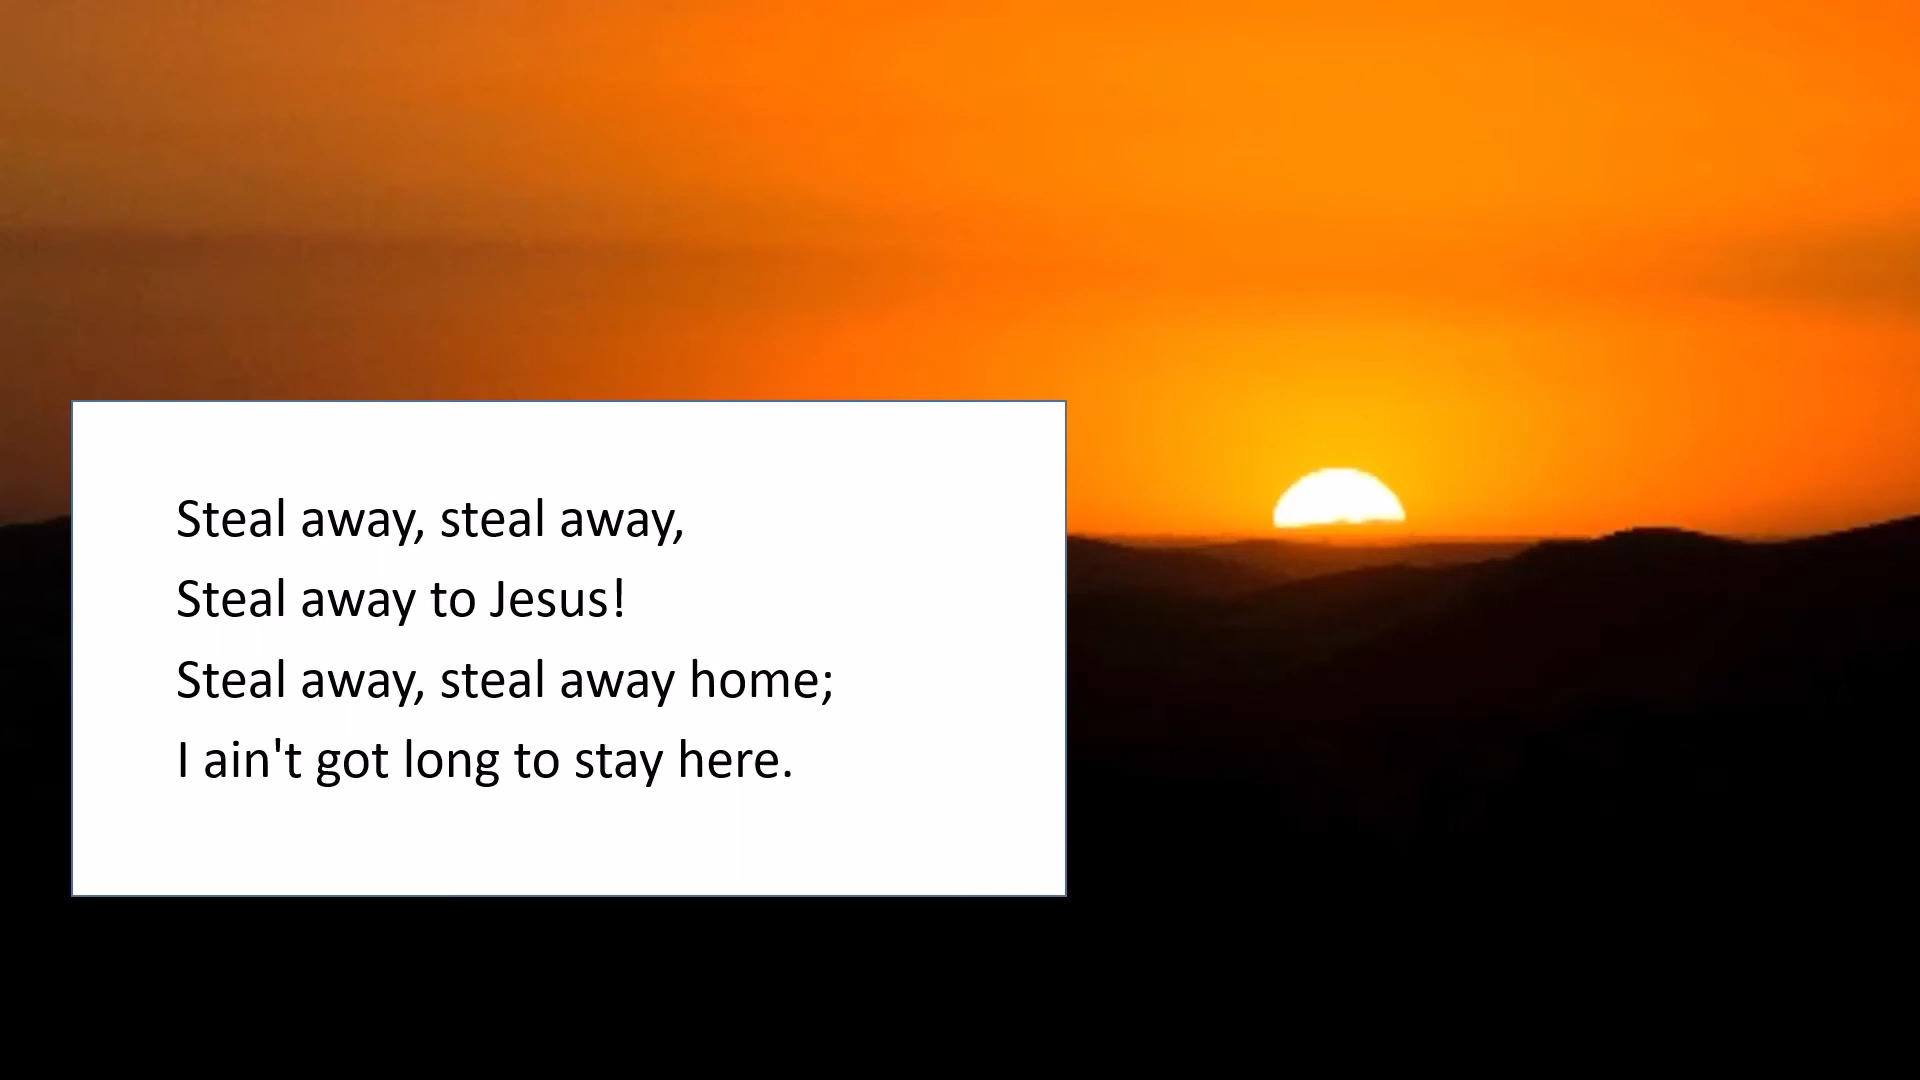 Steal away, steal away,
Steal away to Jesus!
Steal away, steal away home;
I ain't got long to stay here.